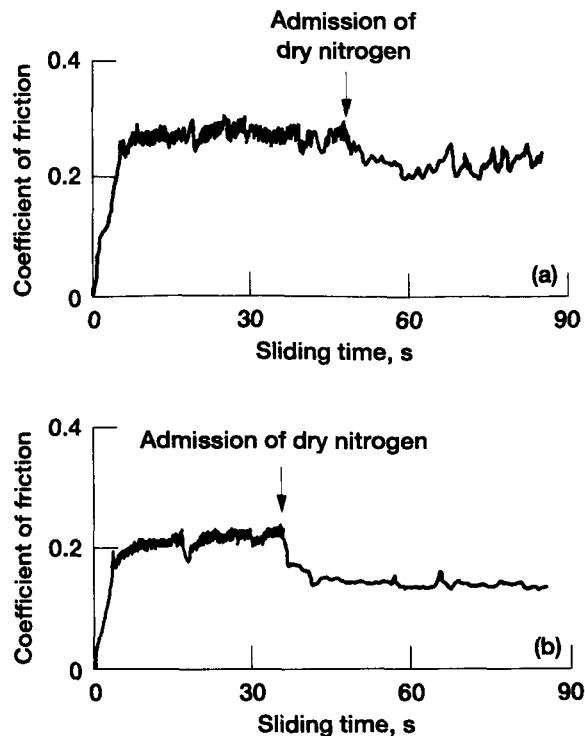 Admission of
dry nitrogen
0.4
0.2
0
Coefficient of friction
(a)
0 30 60 90
Sliding time, s
0.4
Admission of dry nitrogen
0.2
0
Coefficient of friction
(b)
0 30 60 90
Sliding time, s